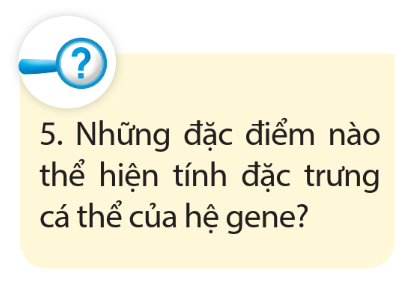 ?
5. Những đặc điểm nào
thể hiện tính đặc trưng
cá thể của hệ gene?